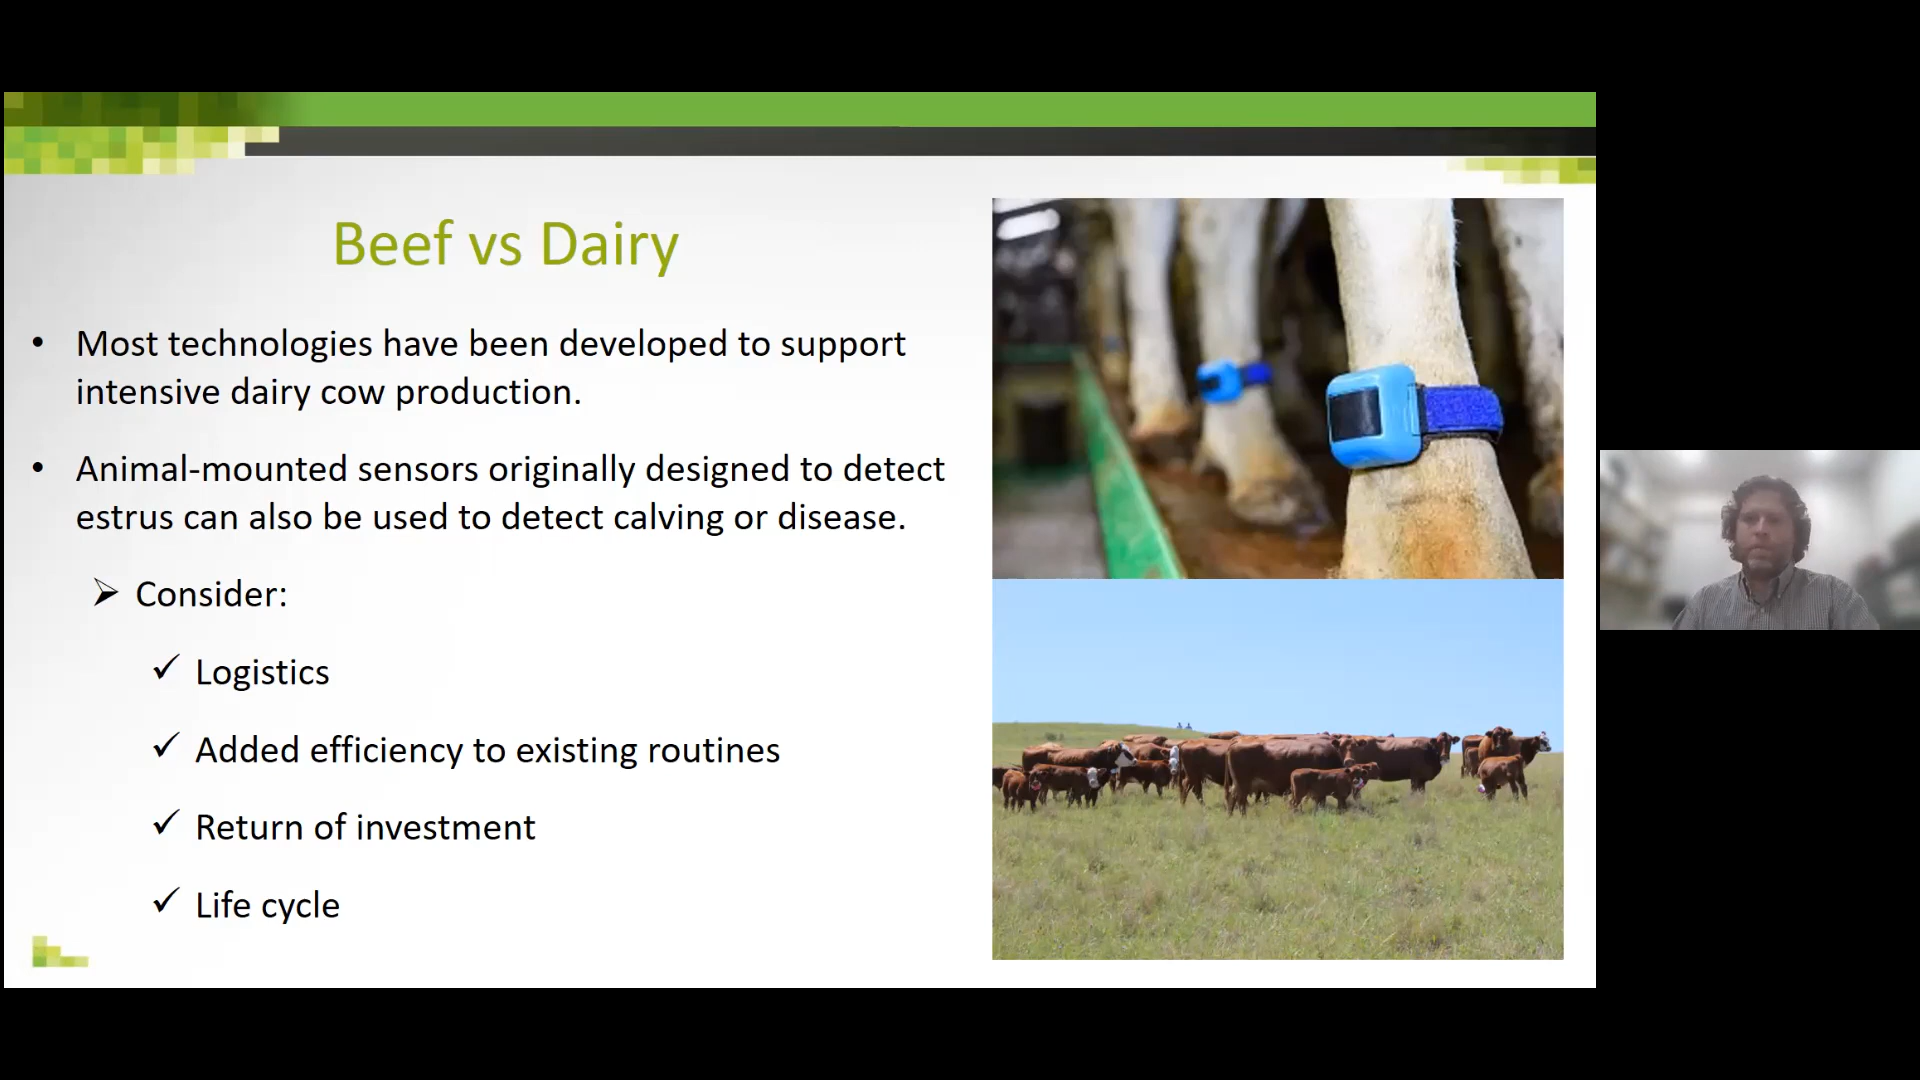 Beef vs Dairy
• Most technologies have been developed to support
intensive dairy cow production.
• Animal-mounted sensors originally designed to detect
estrus can also be used to detect calving or disease.
➢ Consider:
✓ Logistics
✓ Added efficiency to existing routines
✓ Return of investment
✓ Life cycle